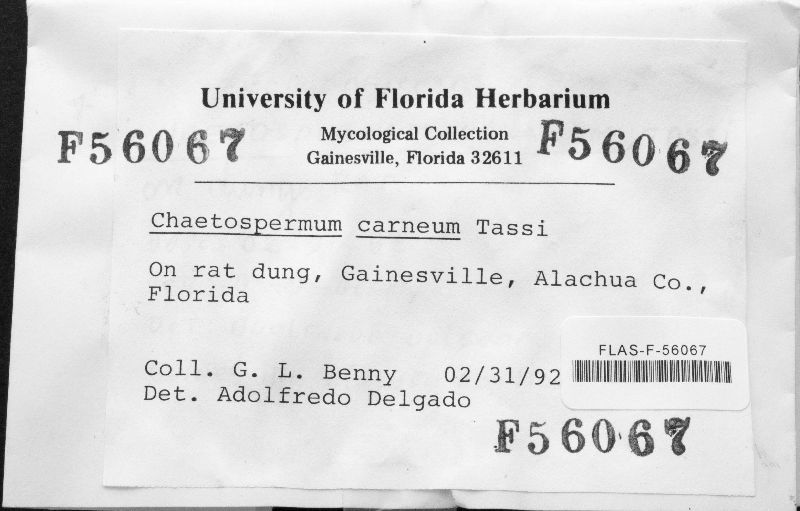 University of Florida Herbarium
F56067
Mycological Collection
F56067
Gainesville, Florida 32611
Chaetospermum carneum Tassi
On rat dung, Gainesville, Alachua Co.,
Florida
FLAS-F-56067
Coll. G. L. Benny 02/31/92
Det. Adolfredo Delgado
F56067